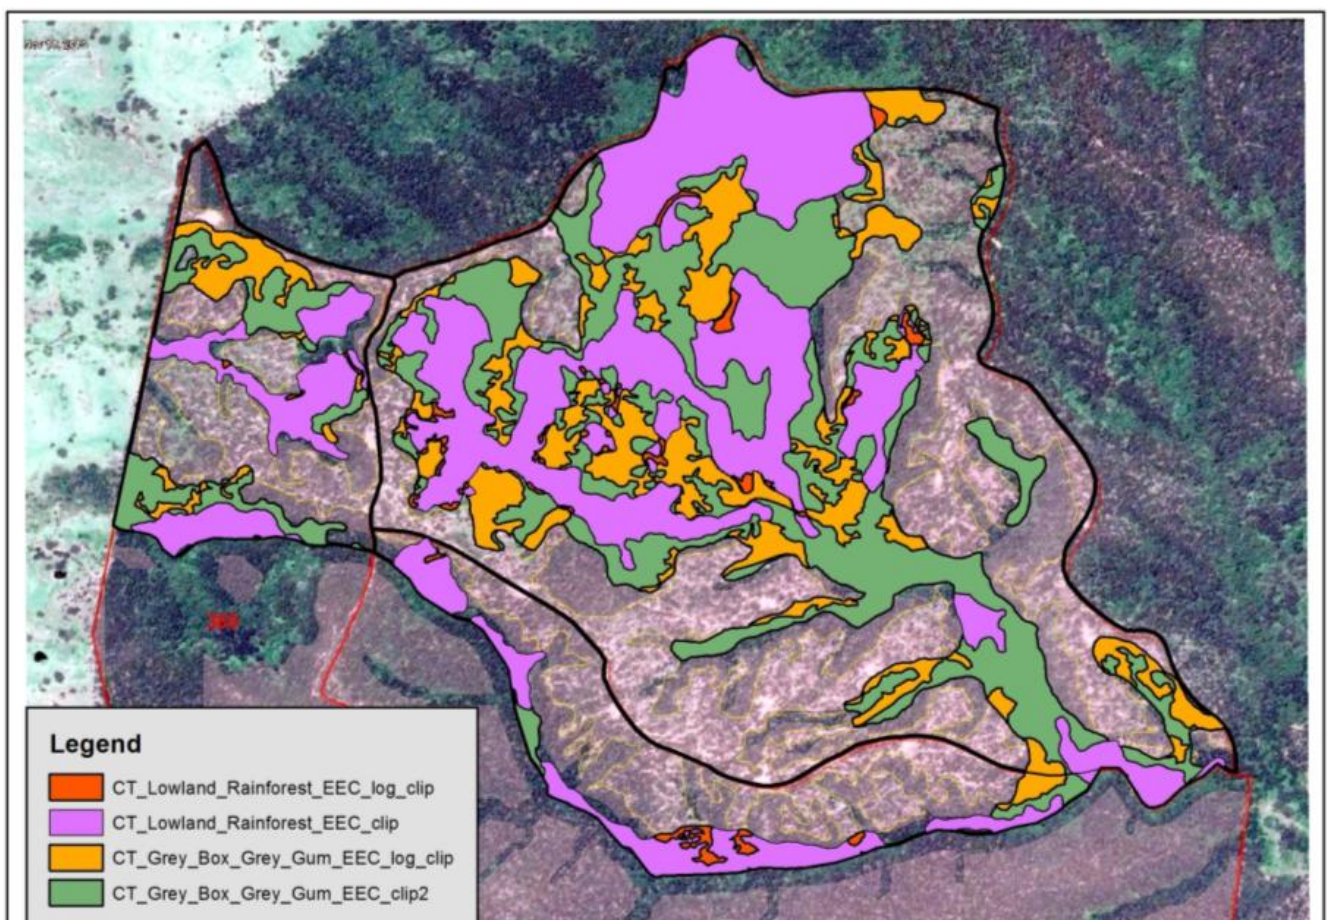 Legend
CT_Lowland_Rainforest_EEC_log_clip
CT_Lowland_Rainforest_EEC_clip
CT_Grey_Box_Grey_Gum_EEC_log_clip
CT_Grey_Box_Grey_Gum_EEC_clip2